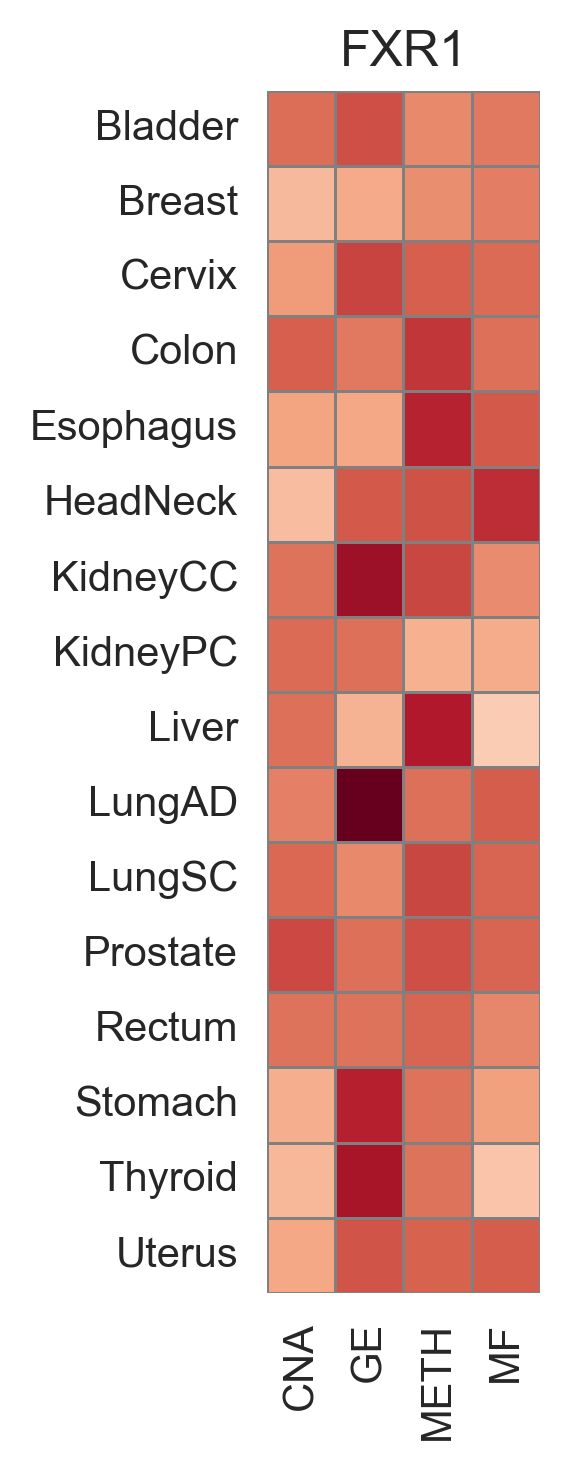 FXR1
Bladder
Breast
Cervix
Colon
Esophagus
HeadNeck
KidneyCC
KidneyPC
Liver
LungAD
LungSC
Prostate
Rectum
Stomach
Thyroid
Uterus
CNA
GE
METH
MF